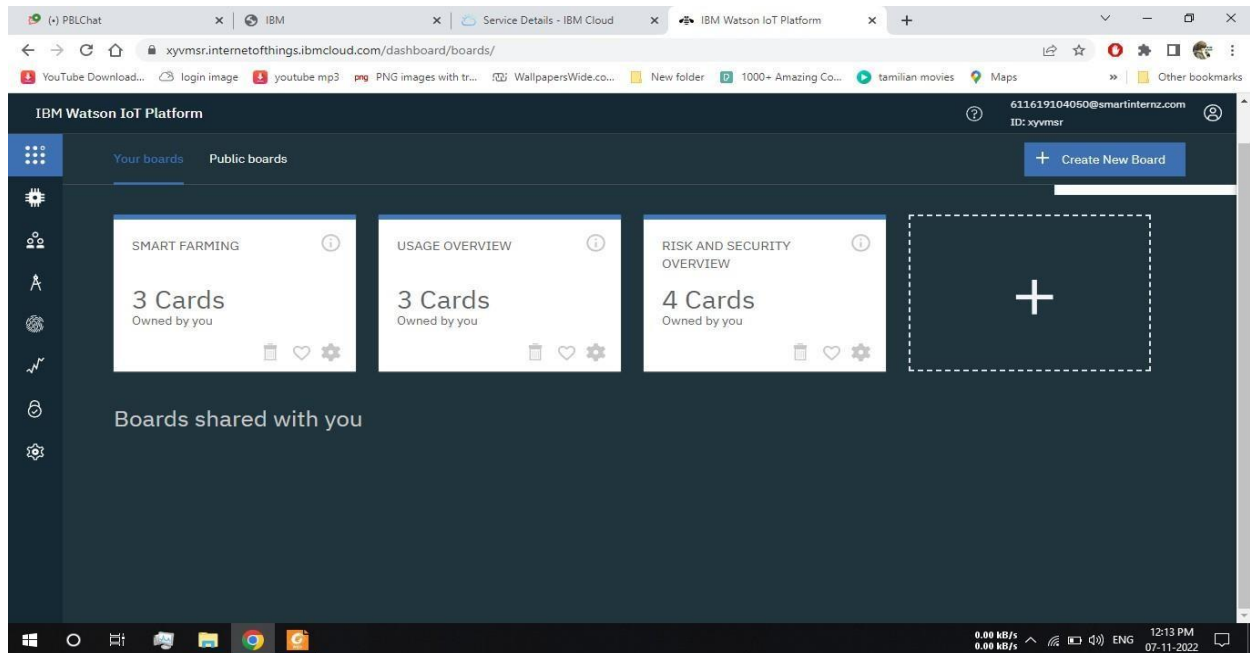 (•) PBLChat
IBM
Service Details - IBM Cloud
IBM Watson IoT Platform
xyvmsr.internetofthings.ibmcloud.com/dashboard/boards/
YouTube Download...
login image
youtube mp3
png PNG images with tr...
WallpapersWide.co...
New folder
1000+ Amazing Co...
tamilian movies
Maps
»
Other bookmarks
IBM Watson IoT Platform
611619104050@smartinternz.com
ID: xyvmsr
Your boards
Public boards
+ Create New Board
SMART FARMING
3 Cards
Owned by you
USAGE OVERVIEW
3 Cards
Owned by you
RISK AND SECURITY
OVERVIEW
4 Cards
Owned by you
Boards shared with you
0.00 kB/s
0.00 kB/s
ENG
12:13 PM
07-11-2022